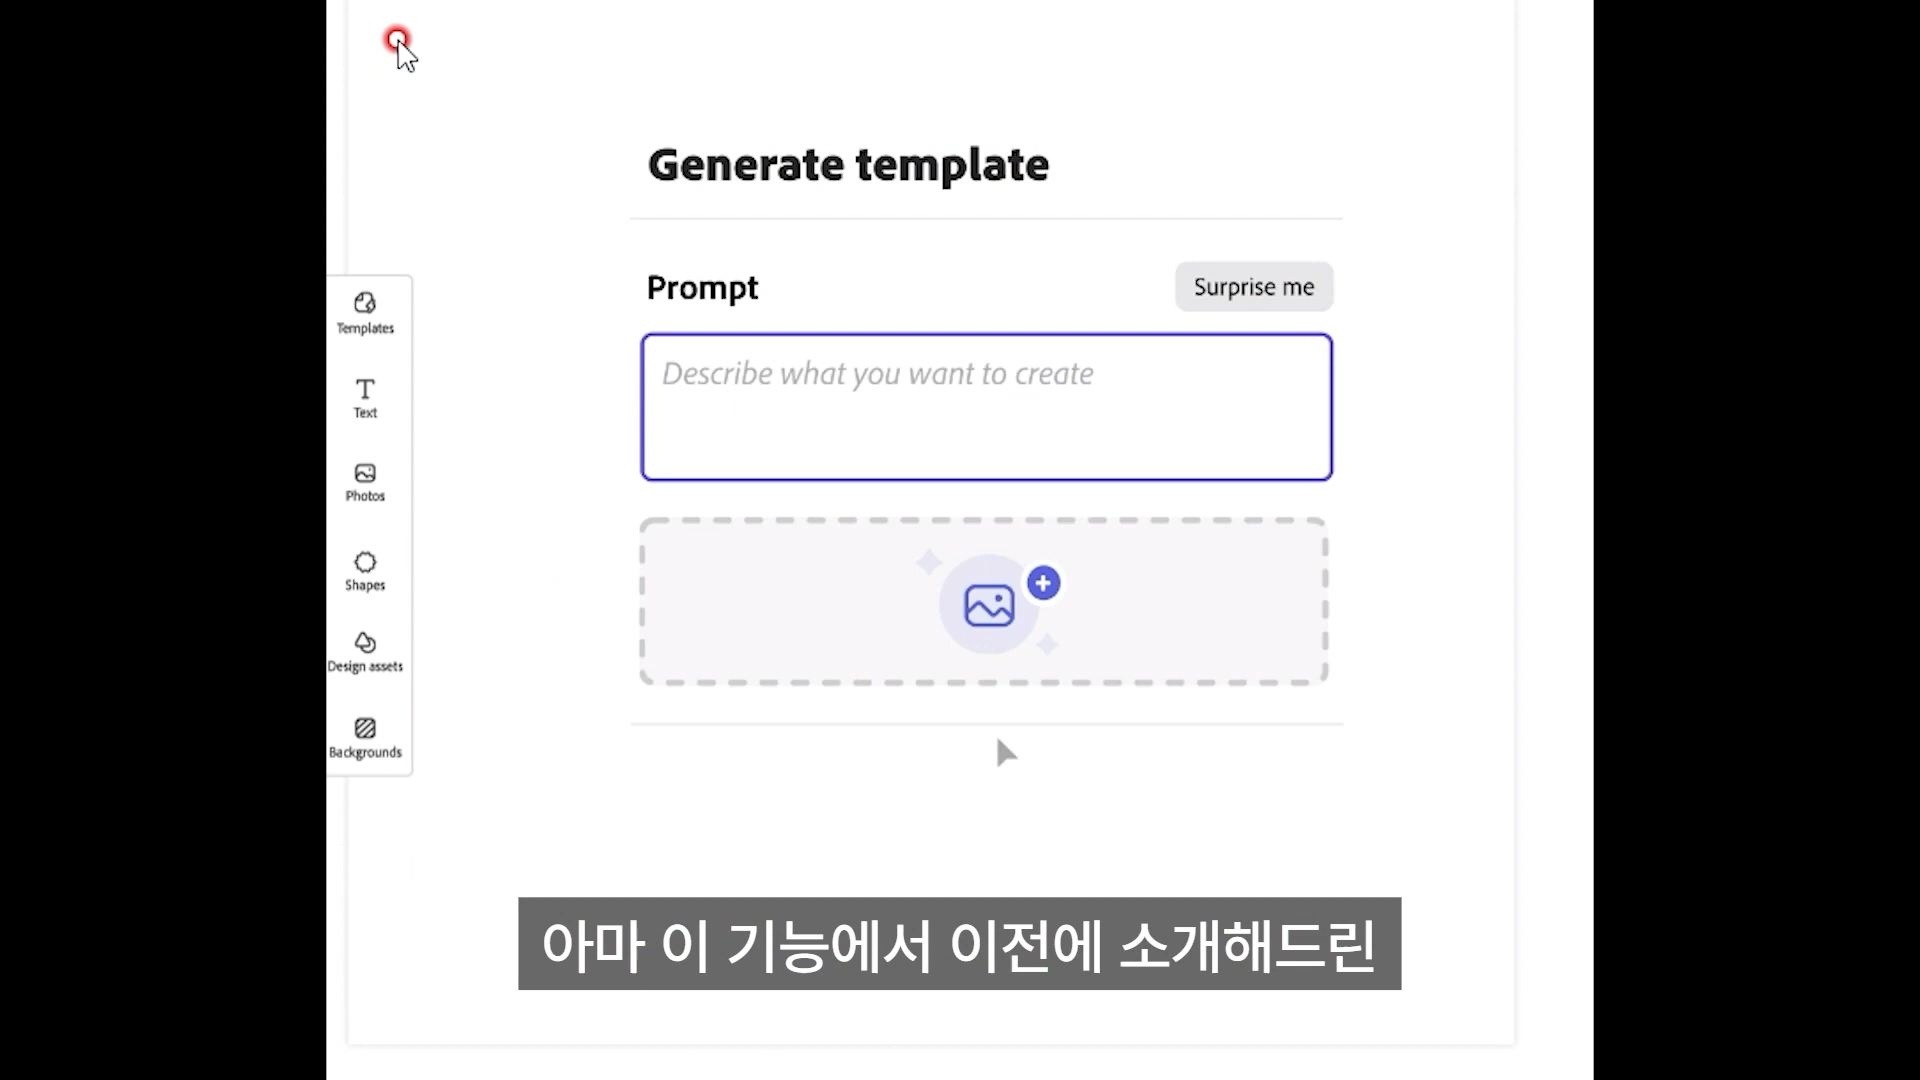 Generate template
Prompt
Surprise me
Describe what you want to create
Templates
Text
Photos
Shapes
Design assets
Backgrounds
아마 이 기능에서 이전에 소개해드린